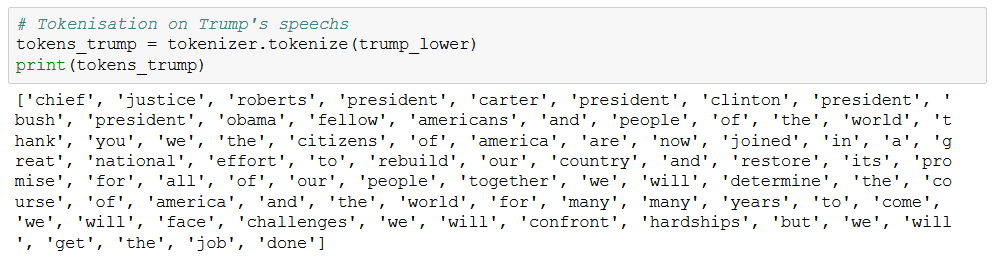 # Tokenisation on Trump's speechs
tokens_trump = tokenizer.tokenize(trump_lower)
print(tokens_trump)
['chief', 'justice', 'roberts', 'president', 'carter', 'president', 'clinton', 'president', '
bush', 'president', 'obama', 'fellow', 'americans', 'and', 'people', 'of', 'the', 'world', 't
hank', 'you', 'we', 'the', 'citizens', 'of', 'america', 'are', 'now', 'joined', 'in', 'a', 'g
reat', 'national', 'effort', 'to', 'rebuild', 'our', 'country', 'and', 'restore', 'its', 'pro
mise', 'for', 'all', 'of', 'our', 'people', 'together', 'we', 'will', 'determine', 'the', 'co
urse', 'of', 'america', 'and', 'the', 'world', 'for', 'many', 'many', 'years', 'to', 'come',
'we', 'will', 'face', 'challenges', 'we', 'will', 'confront', 'hardships', 'but', 'we', 'will
', 'get', 'the', 'job', 'done']